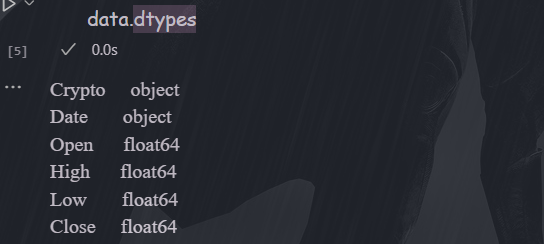 data.dtypes
[5] 0.0s
...
Crypto object
Date object
Open float64
High float64
Low float64
Close float64